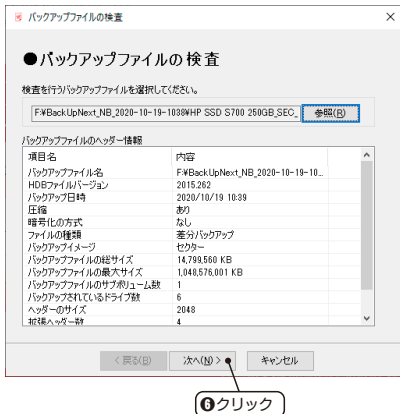 バックアップファイルの検査
●バックアップファイルの検査
検査を行うバックアップファイルを選択してください。
F:¥BackUpNext_NB_2020-10-19-1038¥HP SSD S700 250GB_SEC_ 参照(R)
バックアップファイルのヘッダー情報
項目名 内容
バックアップファイル名 F:¥BackUpNext_NB_2020-10-19-10...
HDBファイルバージョン 2015.262
バックアップ日時 2020/10/19 10:39
圧縮 あり
暗号化の方式 なし
ファイルの種類 差分バックアップ
バックアップイメージ セクター
バックアップファイルの総サイズ 14,799,560 KB
バックアップファイルの最大サイズ 1,048,576,001 KB
バックアップファイルのサブボリューム数 1
バックアップされているドライブ数 6
ヘッダーのサイズ 2048
拡張ヘッダー数 4
< 戻る(B) 次へ(N) > キャンセル
❻クリック